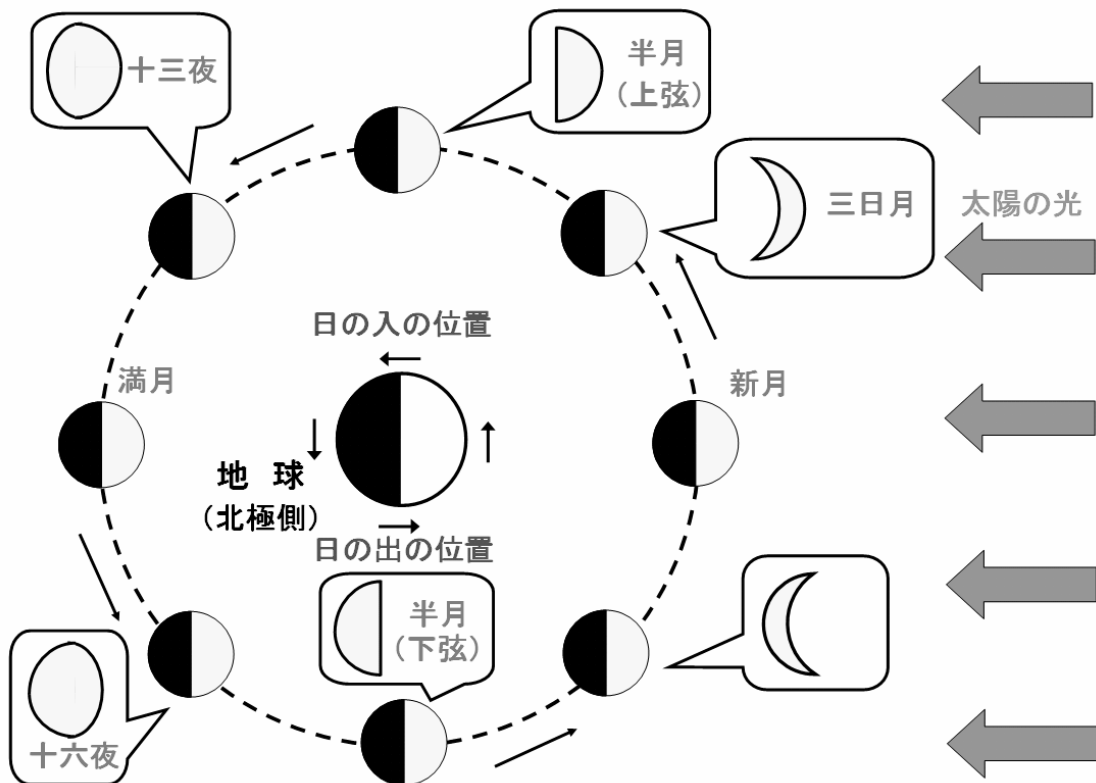 十三夜
半月
（上弦）
三日月
太陽の光
日の入の位置
満月
新月
地 球
（北極側）
日の出の位置
半月
（下弦）
十六夜